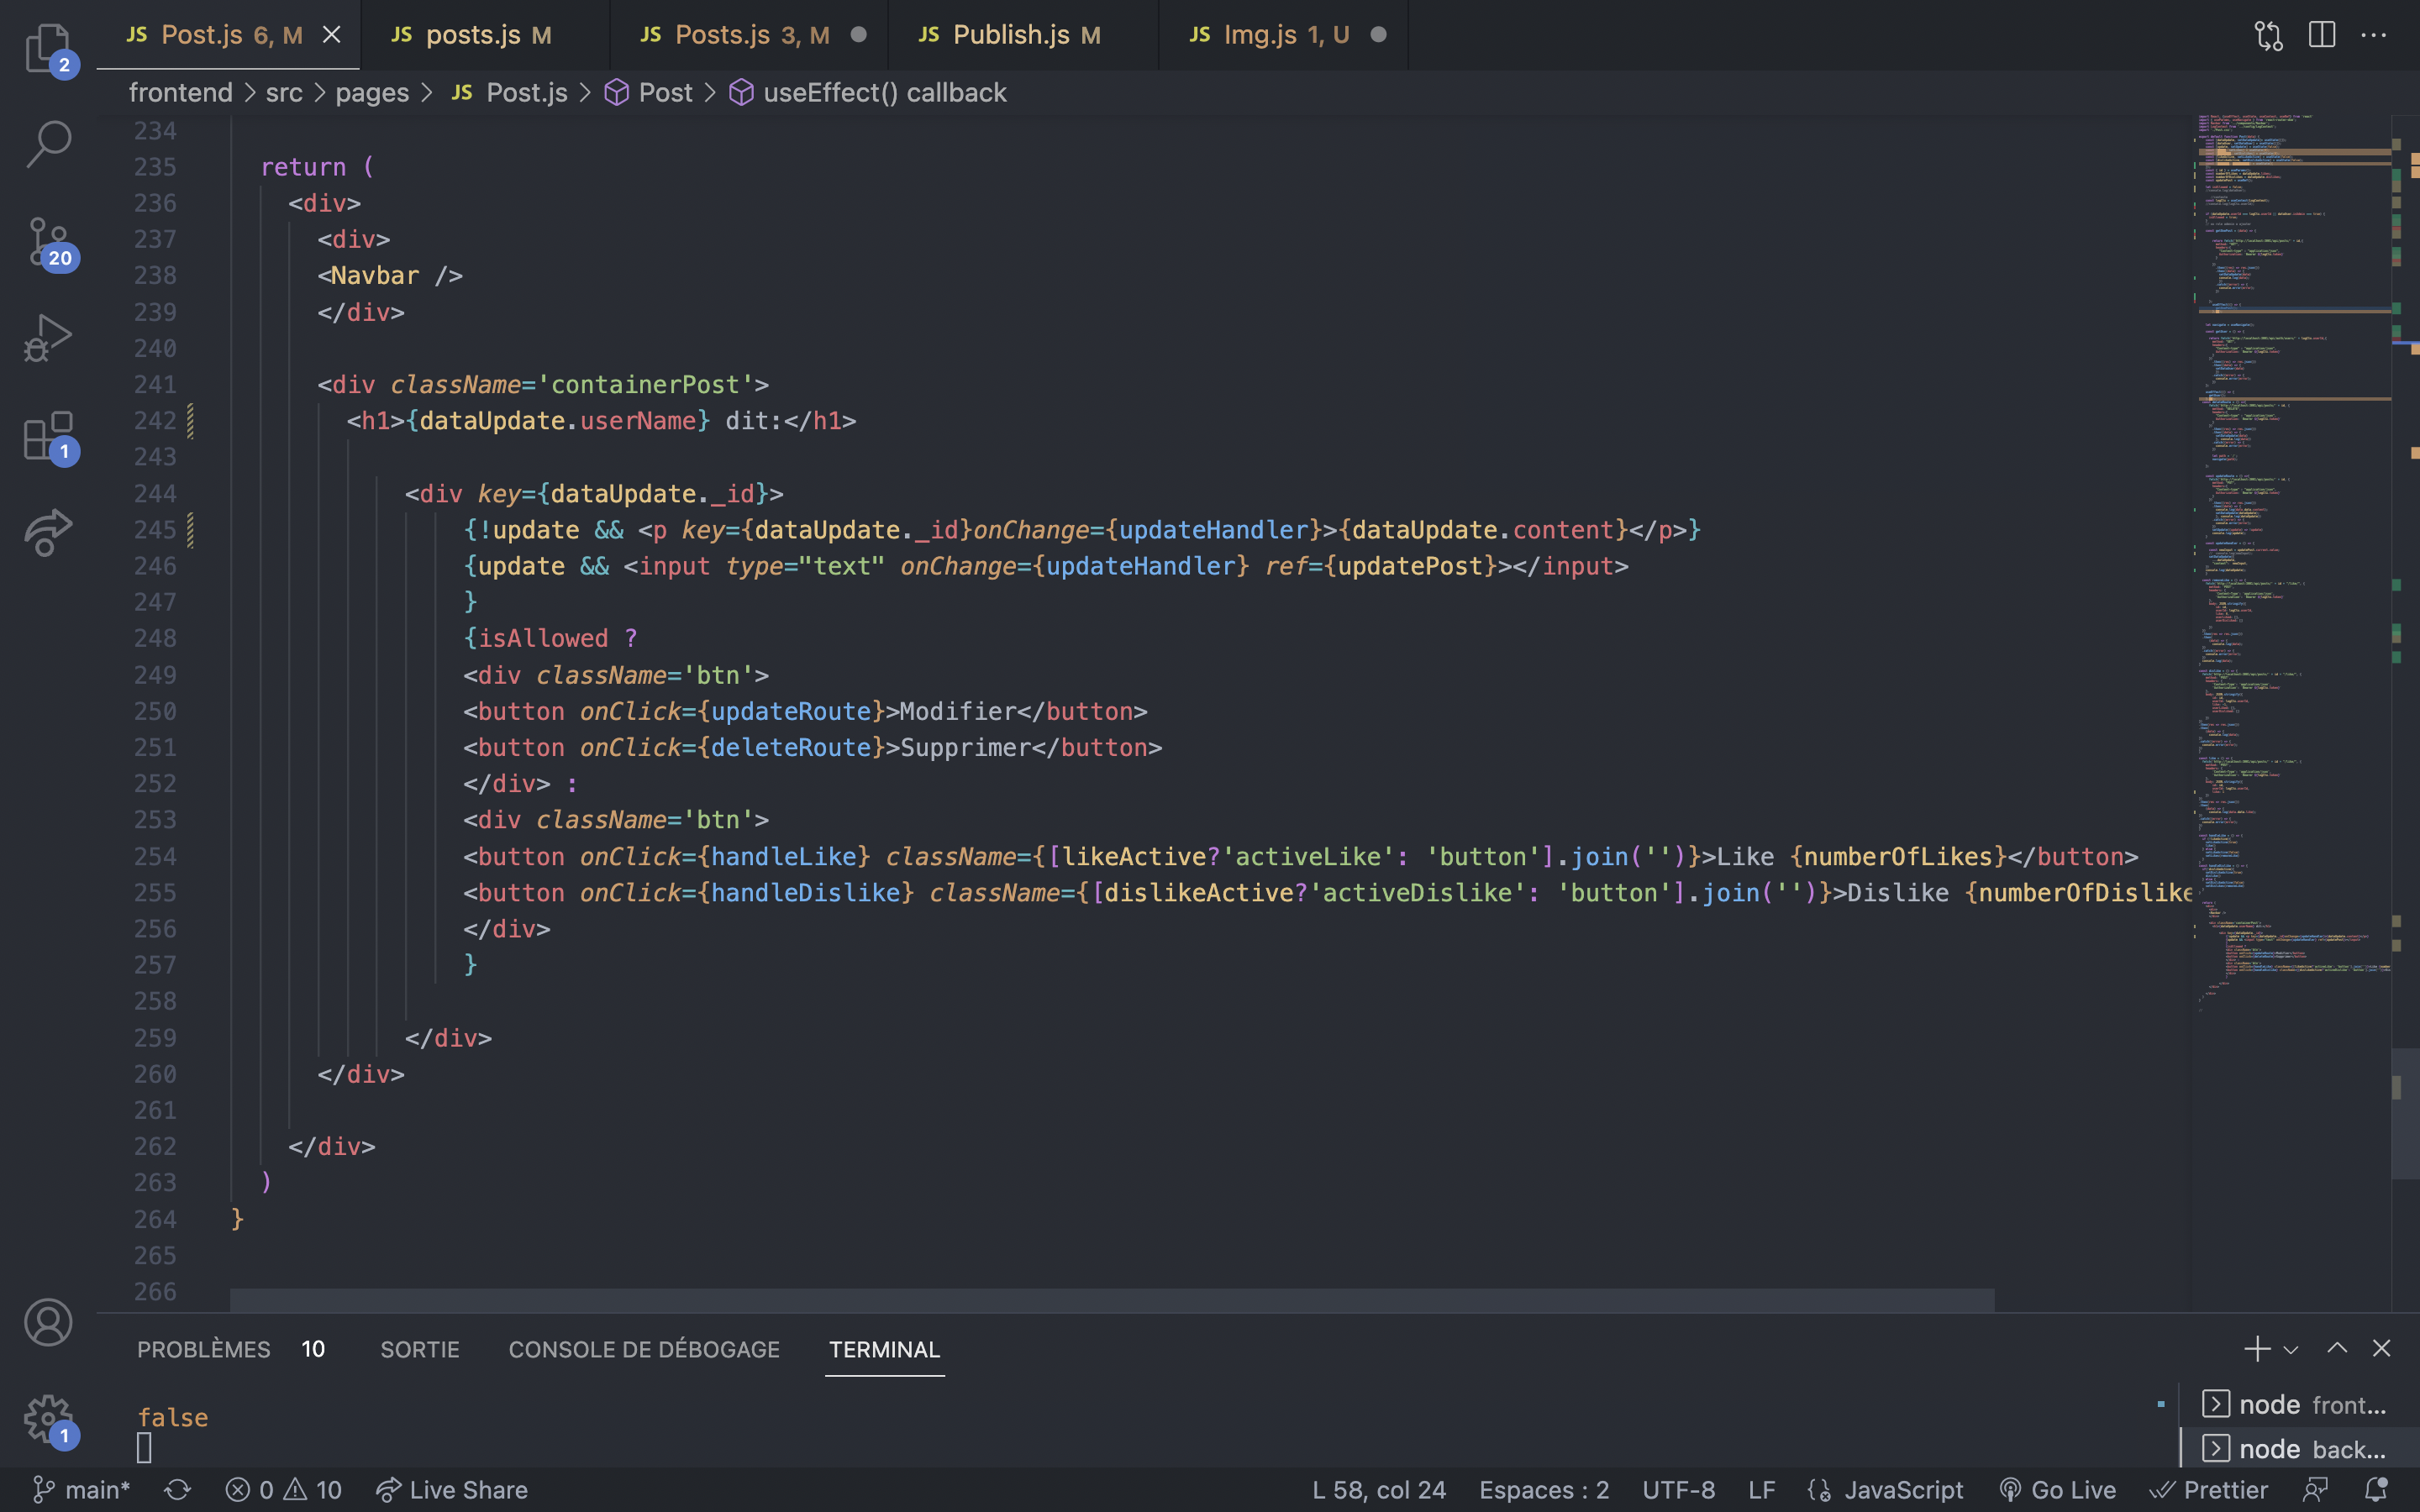 JS Post.js 6, M
JS posts.js M
JS Posts.js 3, M
JS Publish.js M
JS Img.js 1, U
frontend > src > pages > JS Post.js > Post > useEffect() callback
2
20
1
1
234
235 return (
236 <div>
237 <div>
238 <Navbar />
239 </div>
240
241 <div className='containerPost'>
242 <h1>{dataUpdate.userName} dit:</h1>
243
244 <div key={dataUpdate._id}>
245 {!update && <p key={dataUpdate._id}onChange={updateHandler}>{dataUpdate.content}</p>}
246 {update && <input type="text" onChange={updateHandler} ref={updatePost}></input>
247 }
248 {isAllowed ?
249 <div className='btn'>
250 <button onClick={updateRoute}>Modifier</button>
251 <button onClick={deleteRoute}>Supprimer</button>
252 </div> :
253 <div className='btn'>
254 <button onClick={handleLike} className={[likeActive?'activeLike': 'button'].join('')}>Like {numberOfLikes}</button>
255 <button onClick={handleDislike} className={[dislikeActive?'activeDislike': 'button'].join('')}>Dislike {numberOfDislike
256 </div>
257 }
258
259 </div>
260 </div>
261
262 </div>
263 )
264 }
265
266
PROBLÈMES 10 SORTIE CONSOLE DE DÉBOGAGE TERMINAL
false
node front...
node back...
main* 0 10 Live Share L 58, col 24 Espaces : 2 UTF-8 LF JavaScript Go Live Prettier